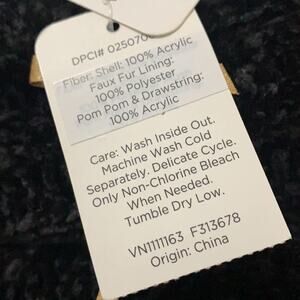 DPCI# 025070
Fiber: Shell: 100% Acrylic
Faux Fur Lining:
100% Polyester
Pom Pom & Drawstring:
100% Acrylic
Care: Wash Inside Out.
Machine Wash Cold
Separately. Delicate Cycle.
Only Non-Chlorine Bleach
When Needed.
Tumble Dry Low.
VN1111163 F313678
Origin: China